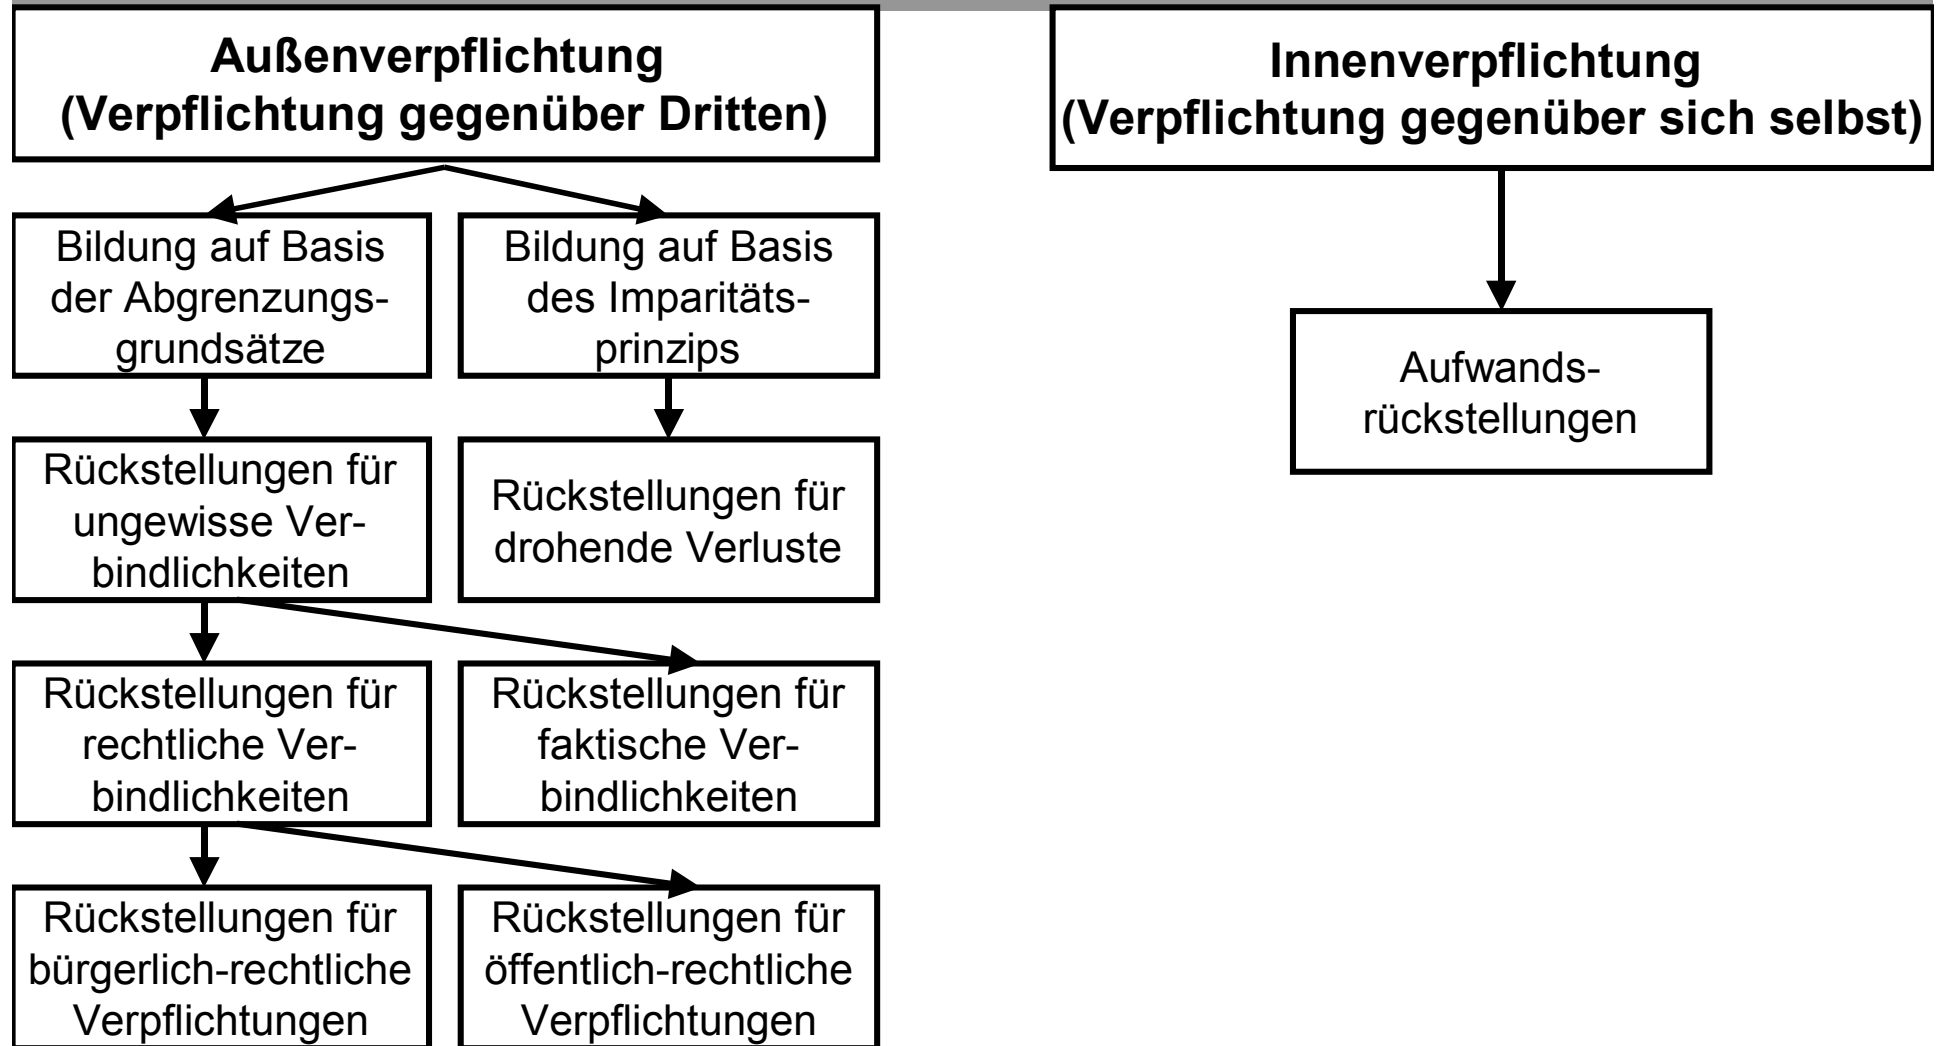 Außenverpflichtung
(Verpflichtung gegenüber Dritten)
Innenverpflichtung
(Verpflichtung gegenüber sich selbst)
Bildung auf Basis
der Abgrenzungs-
grundsätze
Bildung auf Basis
des Imparitäts-
prinzips
Aufwands-
rückstellungen
Rückstellungen für
ungewisse Ver-
bindlichkeiten
Rückstellungen für
drohende Verluste
Rückstellungen für
rechtliche Ver-
bindlichkeiten
Rückstellungen für
faktische Ver-
bindlichkeiten
Rückstellungen für
bürgerlich-rechtliche
Verpflichtungen
Rückstellungen für
öffentlich-rechtliche
Verpflichtungen